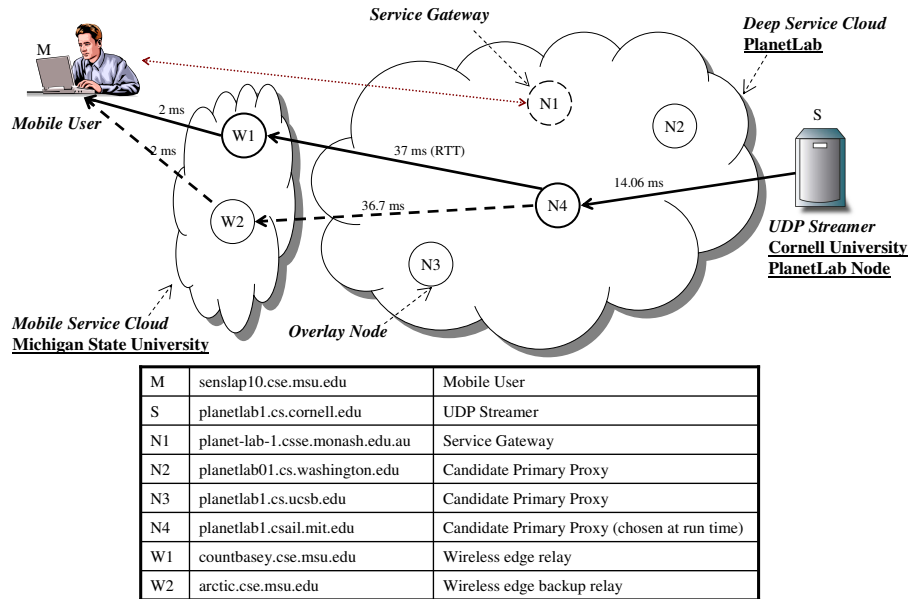 Service Gateway
Deep Service Cloud
PlanetLab
M
Mobile User
2 ms
W1
N1
N2
S
37 ms (RTT)
2 ms
14.06 ms
W2
36.7 ms
N4
N3
UDP Streamer
Cornell University
PlanetLab Node
Mobile Service Cloud
Michigan State University
Overlay Node
M senslap10.cse.msu.edu Mobile User
S planetlab1.cs.cornell.edu UDP Streamer
N1 planet-lab-1.csse.monash.edu.au Service Gateway
N2 planetlab01.cs.washington.edu Candidate Primary Proxy
N3 planetlab1.cs.ucsb.edu Candidate Primary Proxy
N4 planetlab1.csail.mit.edu Candidate Primary Proxy (chosen at run time)
W1 countbasey.cse.msu.edu Wireless edge relay
W2 arctic.cse.msu.edu Wireless edge backup relay